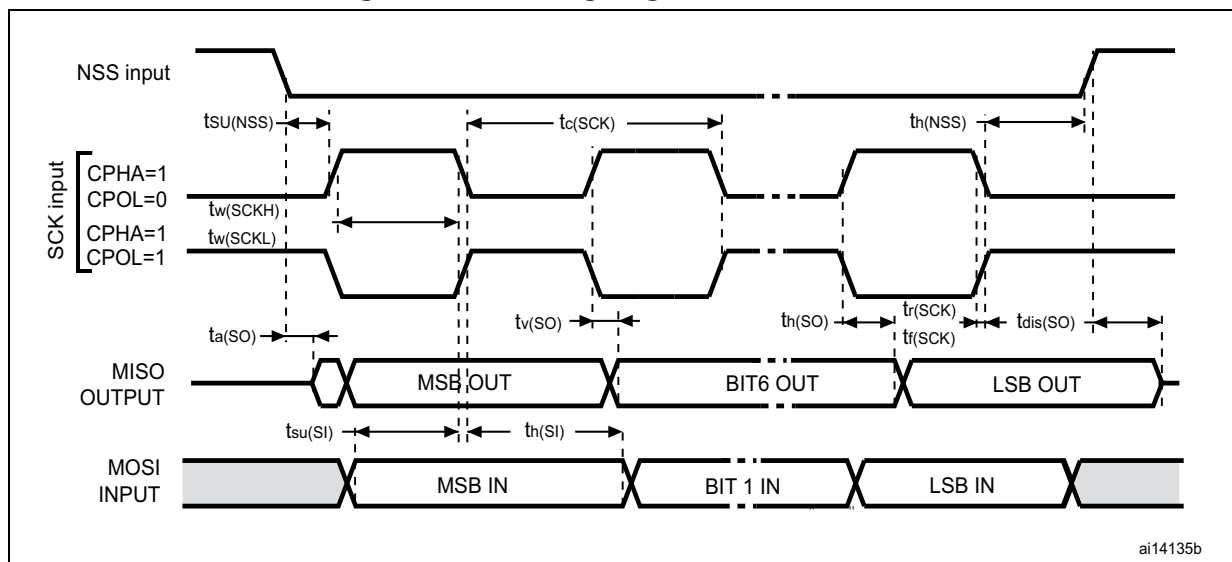 NSS input
tSU(NSS)
tc(SCK)
th(NSS)
SCK input
CPHA=1
CPOL=0
tw(SCKH)
CPHA=1
tw(SCKL)
CPOL=1
ta(SO)
tv(SO)
th(SO)
tr(SCK)
tf(SCK)
tdis(SO)
MISO
OUTPUT
MSB OUT
BIT6 OUT
LSB OUT
tsu(SI)
th(SI)
MOSI
INPUT
MSB IN
BIT 1 IN
LSB IN
ai14135b